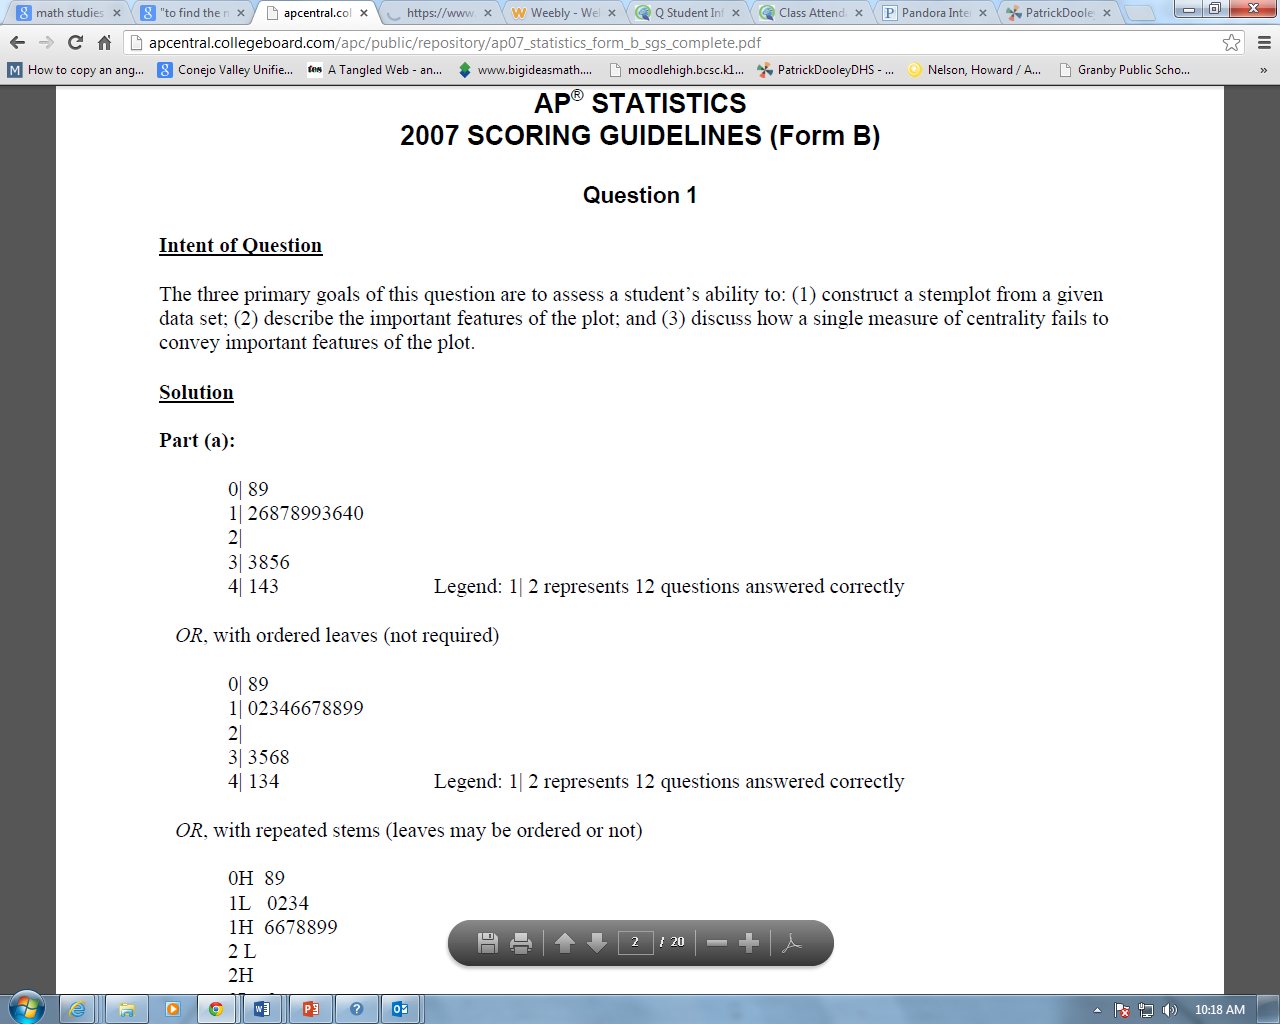 math studies
"to find the n
apcentral.col
https://www.
Weebly - We
Q Student In
Class Attend
Pandora Inte
PatrickDoole
apcentral.collegeboard.com/apc/public/repository/ap07_statistics_form_b_sgs_complete.pdf
How to copy an ang...
Conejo Valley Unifie...
A Tangled Web - an...
www.bigideasmath....
moodlehigh.bcsc.k1...
PatrickDooleyDHS - ...
Nelson, Howard / A...
Granby Public Scho...
»
AP® STATISTICS
2007 SCORING GUIDELINES (Form B)
Question 1
Intent of Question
The three primary goals of this question are to assess a student’s ability to: (1) construct a stemplot from a given
data set; (2) describe the important features of the plot; and (3) discuss how a single measure of centrality fails to
convey important features of the plot.
Solution
Part (a):
0| 89
1| 26878993640
2|
3| 3856
4| 143 Legend: 1| 2 represents 12 questions answered correctly
OR, with ordered leaves (not required)
0| 89
1| 02346678899
2|
3| 3568
4| 134 Legend: 1| 2 represents 12 questions answered correctly
OR, with repeated stems (leaves may be ordered or not)
0H 89
1L 0234
1H 6678899
2 L
2H
2 / 20
10:18 AM